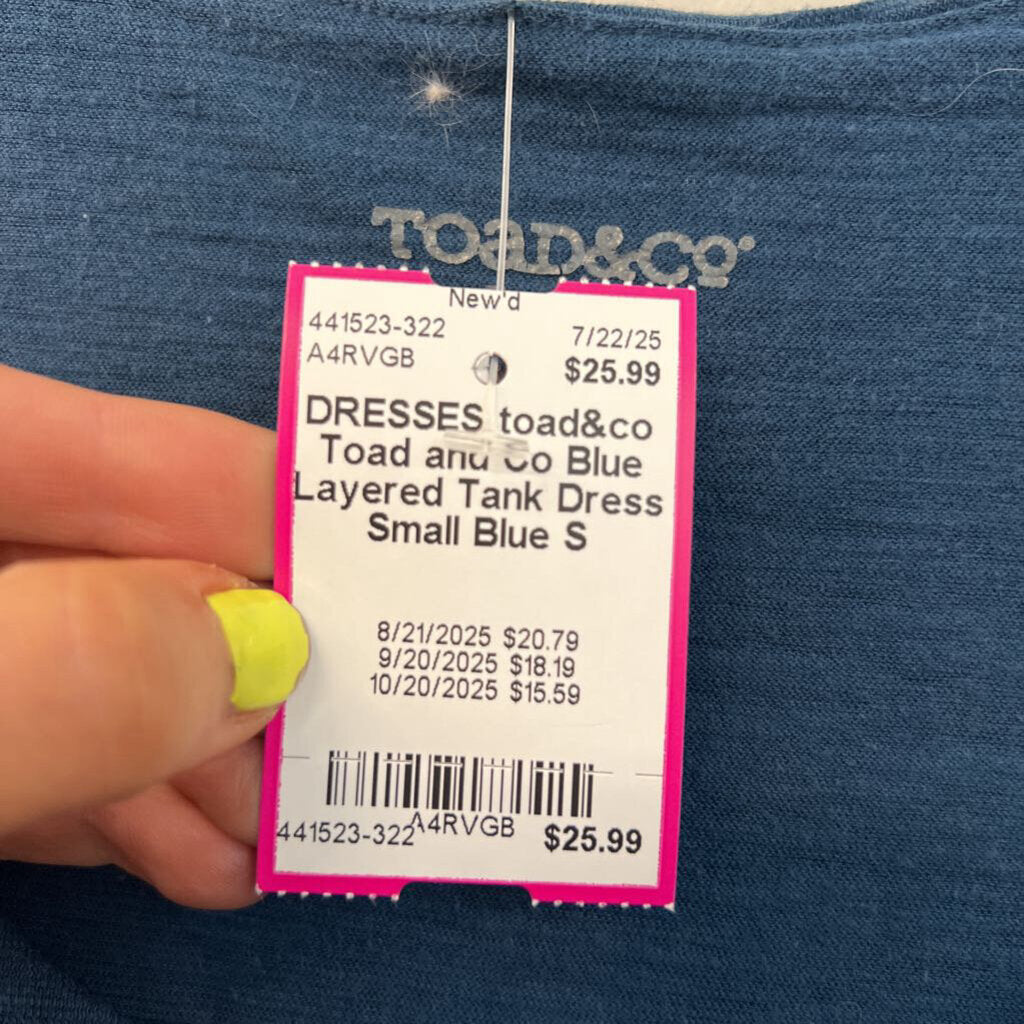 Toad&Co
New'd
441523-322 7/22/25
A4RVGB $25.99
DRESSES toad&co
Toad and Co Blue
Layered Tank Dress
Small Blue S
8/21/2025 $20.79
9/20/2025 $18.19
10/20/2025 $15.59
441523-322 A4RVGB $25.99